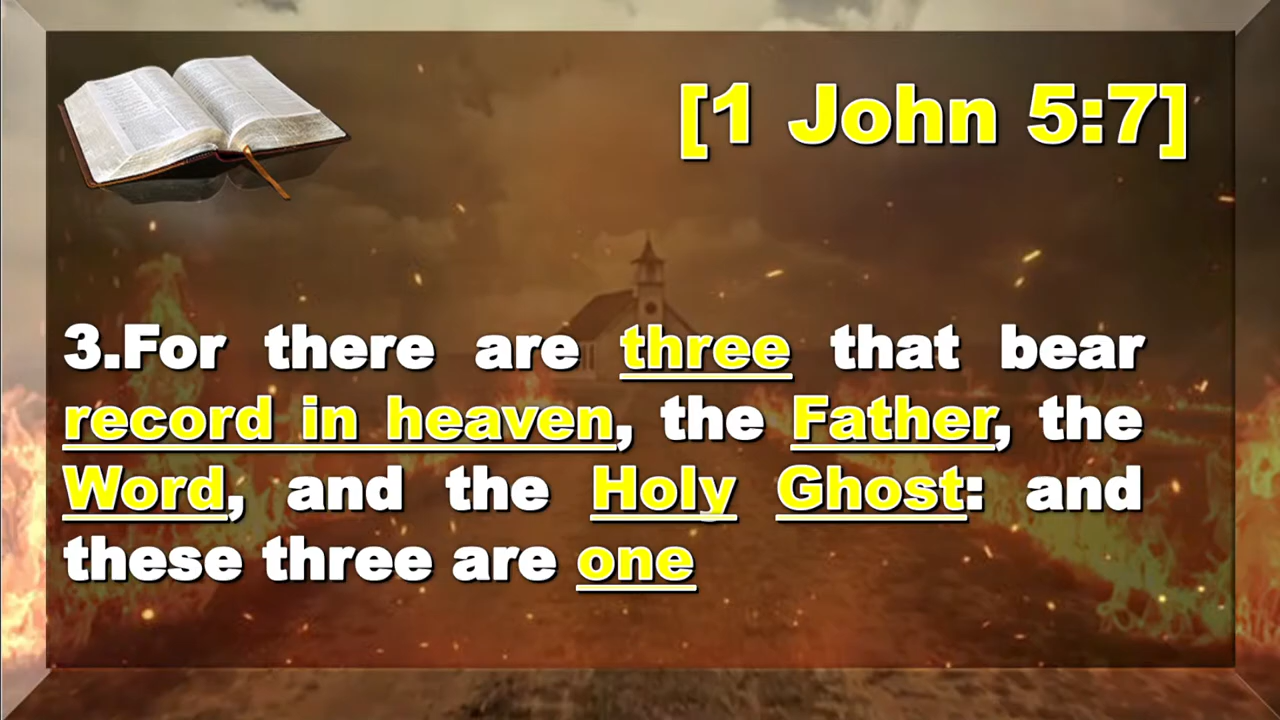 [1 John 5:7]
3.For there are three that bear
record in heaven, the Father, the
Word, and the Holy Ghost: and
these three are one